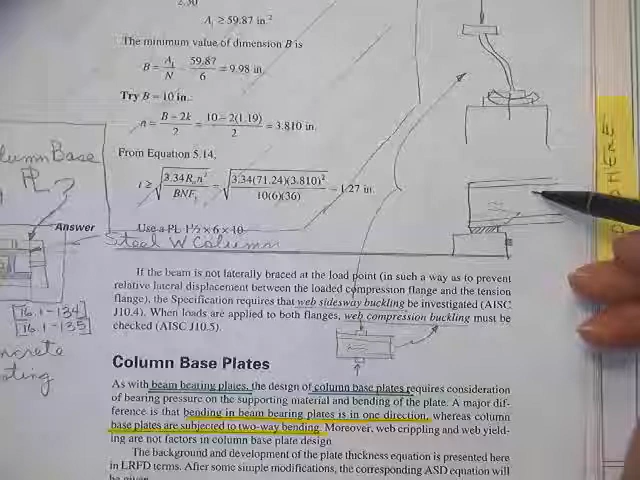 2.50
A₁ ≥ 59.87 in.²
The minimum value of dimension B is
B = A₁/N = 59.87/6 = 9.98 in.
Try B = 10 in.:
n = (B − 2k)/2 = (10 − 2(1.19))/2 = 3.810 in.
From Equation 5.14,
t ≥ √(3.34Rₐn²/BNFy) = √(3.34(71.24)(3.810)²/10(6)(36)) = 1.27 in.
Answer
Use a PL 1½ × 6 × 10.
Column Base
PL?
Steel W Column
[16.1-134]
[16.1-135]
HERE
If the beam is not laterally braced at the load point (in such a way as to prevent
relative lateral displacement between the loaded compression flange and the tension
flange), the Specification requires that web sidesway buckling be investigated (AISC
J10.4). When loads are applied to both flanges, web compression buckling must be
checked (AISC J10.5).
Column Base Plates
As with beam bearing plates, the design of column base plates requires consideration
of bearing pressure on the supporting material and bending of the plate. A major dif-
ference is that bending in beam bearing plates is in one direction, whereas column
base plates are subjected to two-way bending. Moreover, web crippling and web yield-
ing are not factors in column base plate design.
The background and development of the plate thickness equation is presented here
in LRFD terms. After some simple modifications, the corresponding ASD equation will
be given.